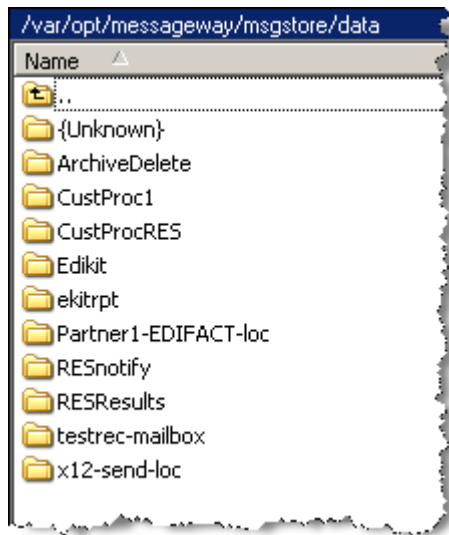 /var/opt/messageway/msgstore/data
Name
..
{Unknown}
ArchiveDelete
CustProc1
CustProcRES
Edikit
ekitrpt
Partner1-EDIFACT-loc
RESnotify
RESResults
testrec-mailbox
x12-send-loc